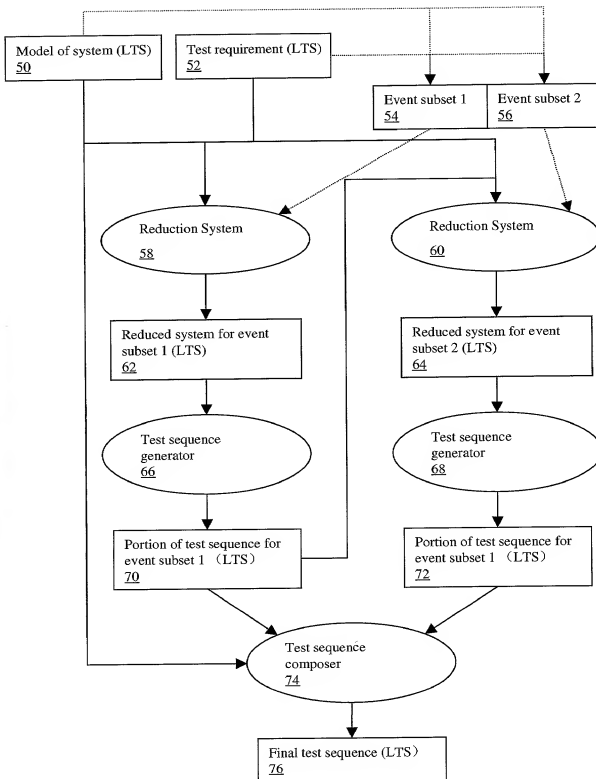 Model of system (LTS)
50
Test requirement (LTS)
52
Event subset 1
54
Event subset 2
56
Reduction System
58
Reduction System
60
Reduced system for event
subset 1 (LTS)
62
Reduced system for event
subset 2 (LTS)
64
Test sequence
generator
66
Test sequence
generator
68
Portion of test sequence for
event subset 1 （LTS）
70
Portion of test sequence for
event subset 1 （LTS）
72
Test sequence
composer
74
Final test sequence (LTS）
76